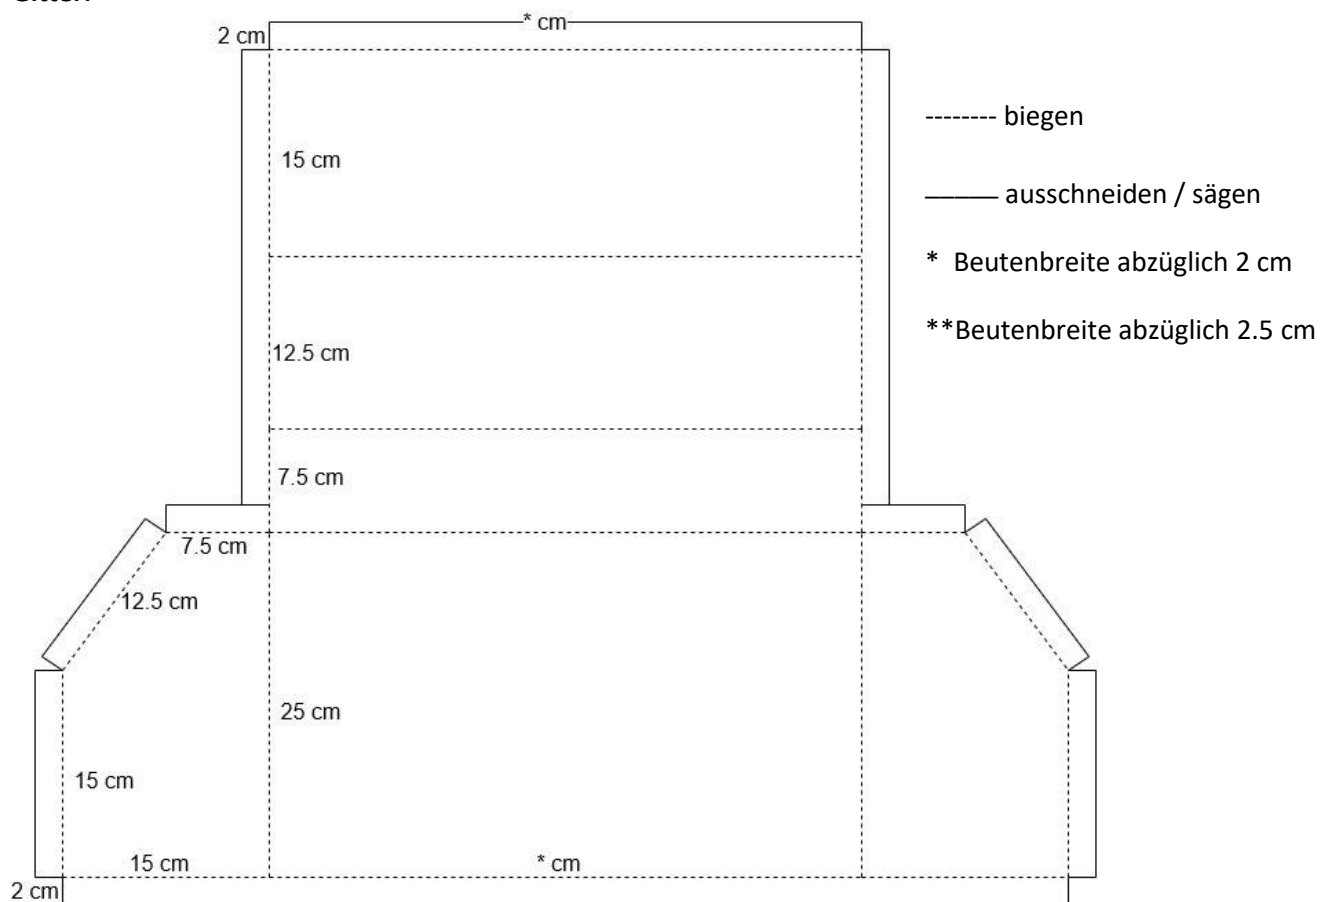 * cm
2 cm
-------- biegen
15 cm
_____ ausschneiden / sägen
* Beutenbreite abzüglich 2 cm
**Beutenbreite abzüglich 2.5 cm
12.5 cm
7.5 cm
7.5 cm
12.5 cm
25 cm
15 cm
15 cm
* cm
2 cm